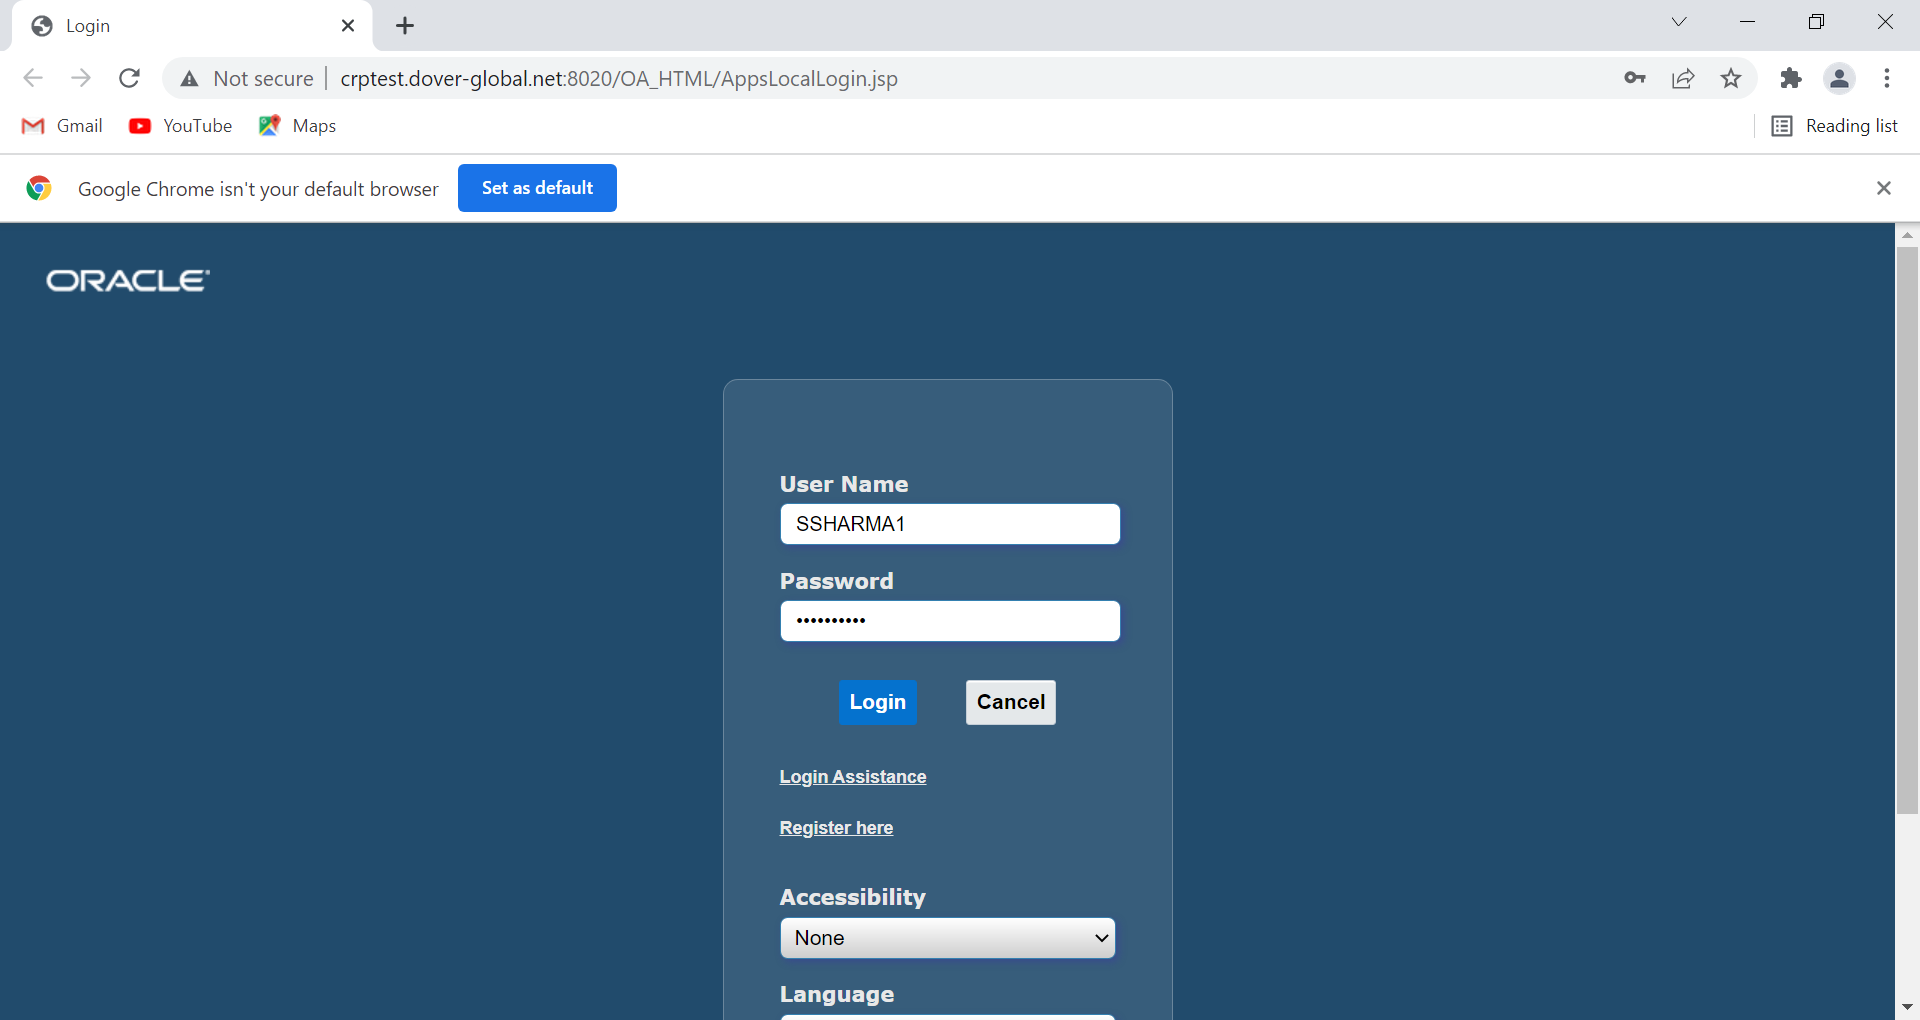 Login
Not secure
crptest.dover-global.net:8020/OA_HTML/AppsLocalLogin.jsp
Gmail
YouTube
Maps
Reading list
Google Chrome isn't your default browser
Set as default
ORACLE
User Name
SSHARMA1
Password
••••••••••
Login
Cancel
Login Assistance
Register here
Accessibility
None
Language